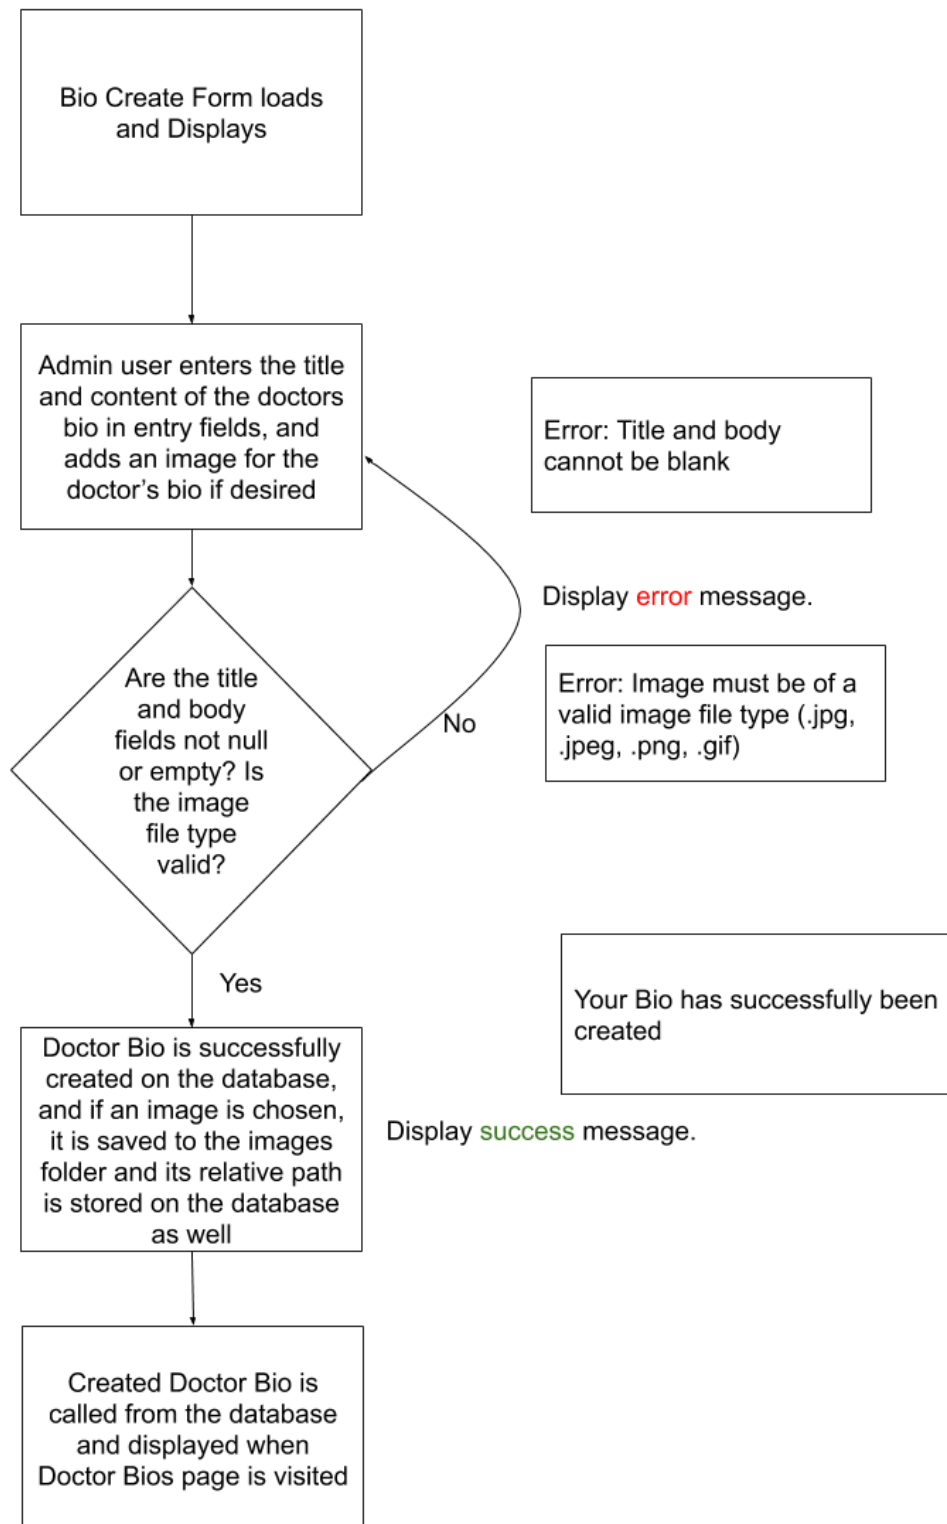 Bio Create Form loads
and Displays
Admin user enters the title
and content of the doctors
bio in entry fields, and
adds an image for the
doctor's bio if desired
Error: Title and body
cannot be blank
Display error message.
Error: Image must be of a
valid image file type (.jpg,
.jpeg, .png, .gif)
Are the title
and body
fields not null
or empty? Is
the image
file type
valid?
No
Yes
Your Bio has successfully been
created
Doctor Bio is successfully
created on the database,
and if an image is chosen,
it is saved to the images
folder and its relative path
is stored on the database
as well
Display success message.
Created Doctor Bio is
called from the database
and displayed when
Doctor Bios page is visited